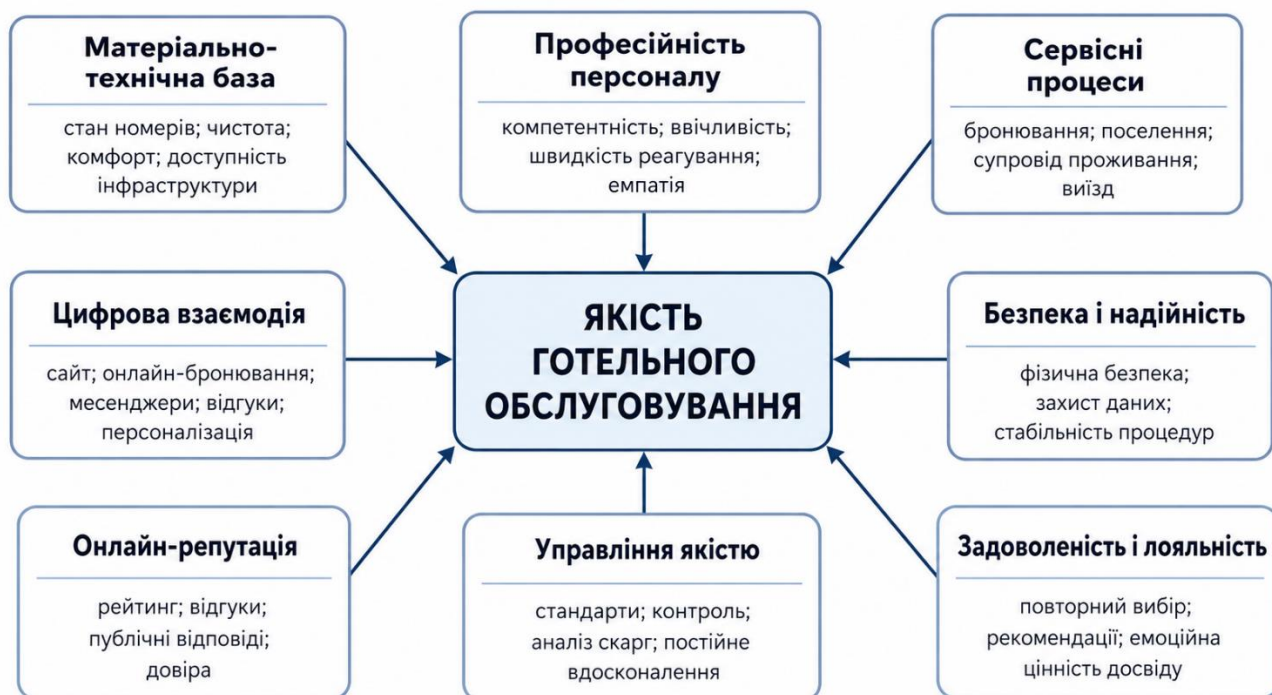 Матеріально-
технічна база
стан номерів; чистота;
комфорт; доступність
інфраструктури
Професійність
персоналу
компетентність; ввічливість;
швидкість реагування;
емпатія
Сервісні
процеси
бронювання; поселення;
супровід проживання;
виїзд
Цифрова взаємодія
сайт; онлайн-бронювання;
месенджери; відгуки;
персоналізація
ЯКІСТЬ
ГОТЕЛЬНОГО
ОБСЛУГОВУВАННЯ
Безпека і надійність
фізична безпека;
захист даних;
стабільність процедур
Онлайн-репутація
рейтинг; відгуки;
публічні відповіді;
довіра
Управління якістю
стандарти; контроль;
аналіз скарг; постійне
вдосконалення
Задоволеність і лояльність
повторний вибір;
рекомендації; емоційна
цінність досвіду